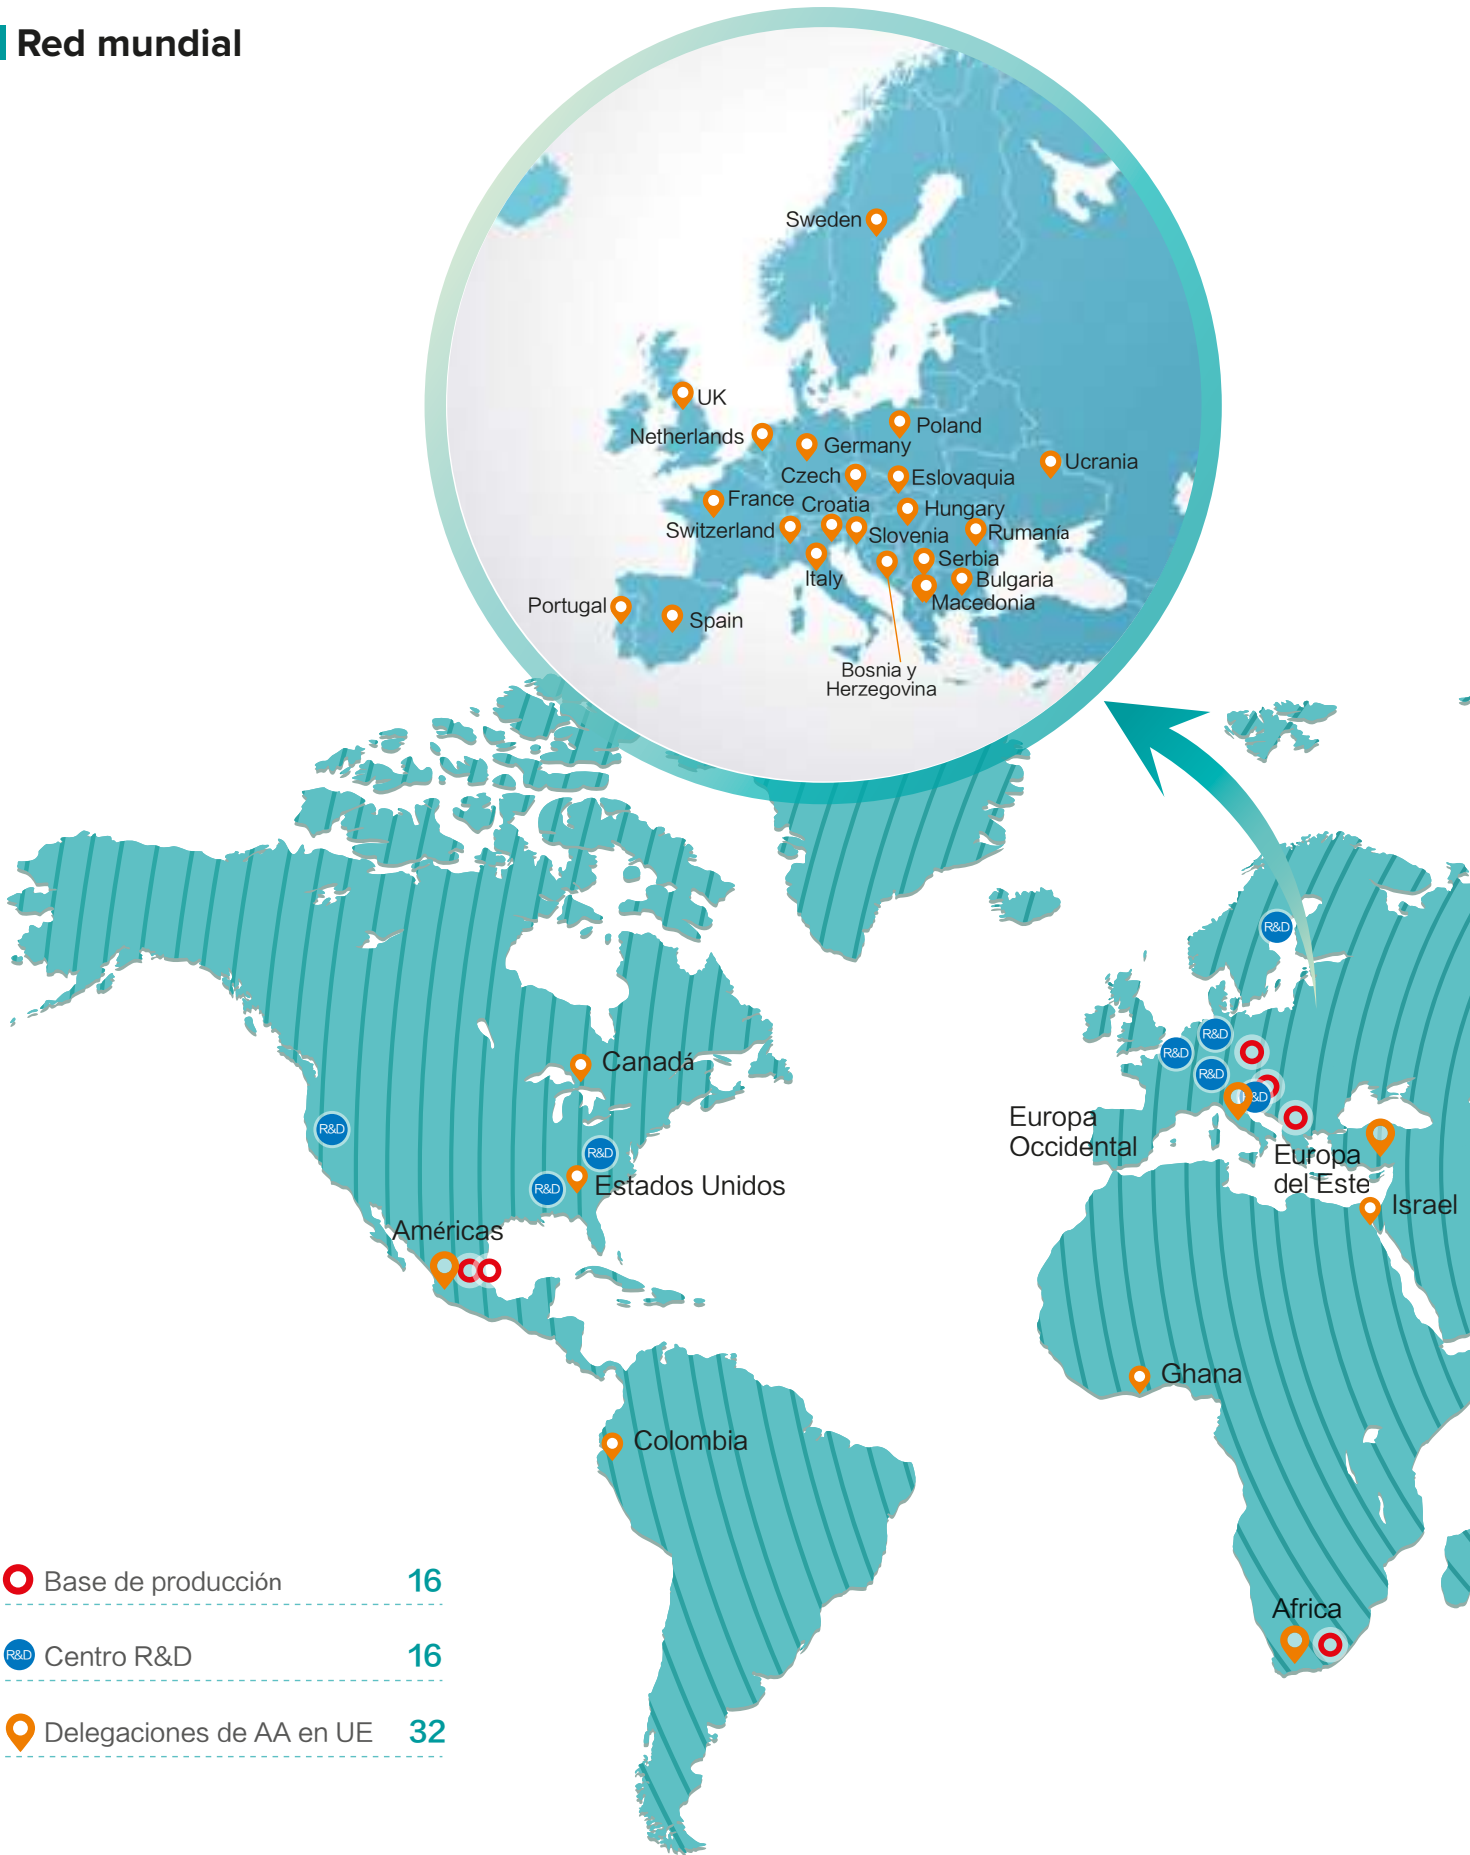 Red mundial
Sweden
UK
Netherlands
Poland
Germany
Ucrania
Czech
Eslovaquia
France
Croatia
Hungary
Switzerland
Slovenia
Rumanía
Serbia
Italy
Bulgaria
Macedonia
Portugal
Spain
Bosnia y
Herzegovina
R&D
R&D
R&D
Canadá
R&D
R&D
Europa
Occidental
R&D
R&D
Europa
del Este
R&D
Estados Unidos
Israel
Américas
Ghana
Colombia
Base de producción 16
Africa
R&D Centro R&D 16
Delegaciones de AA en UE 32